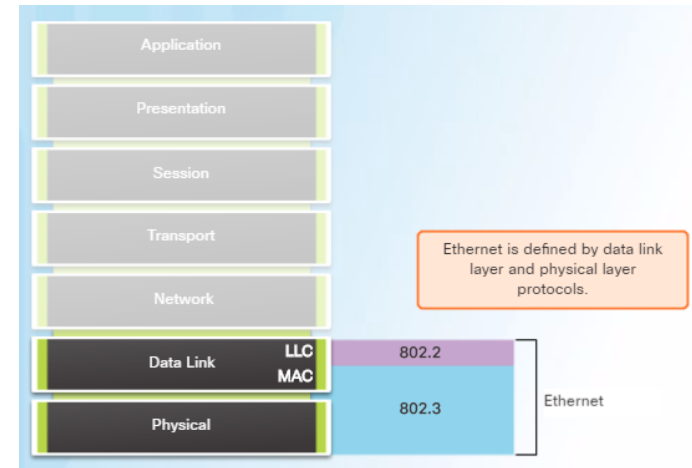 Application
Presentation
Session
Transport
Ethernet is defined by data link
layer and physical layer
protocols.
Network
Data Link
LLC
MAC
802.2
802.3
Ethernet
Physical